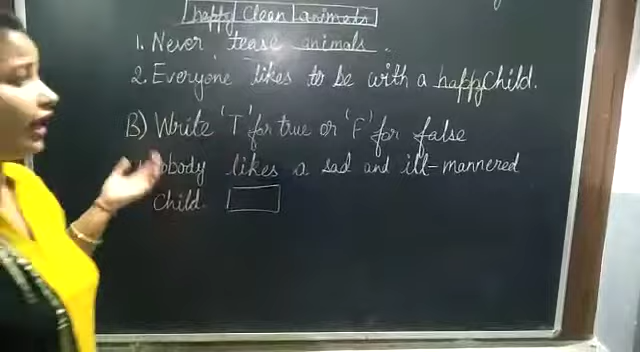 happy Clean animals
1. Never tease animals.
2. Everyone likes to be with a happy Child.
B) Write 'T' for true or 'F' for false
Nobody likes a sad and ill-mannered
child.